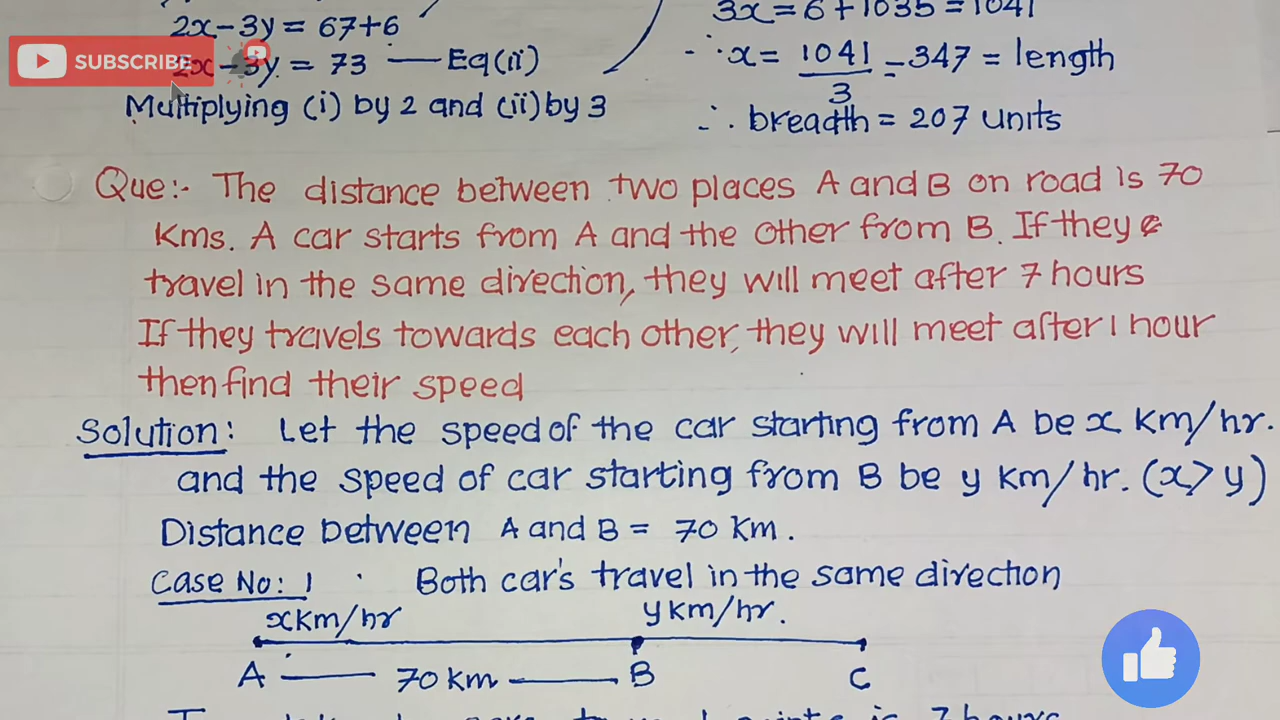 2x-3y = 67+6
3x = 6+1035 = 1041
SUBSCRIBE
2x-3y = 73 — Eq(ii)
∴ x = 1041/3 = 347 = length
Multiplying (i) by 2 and (ii) by 3
∴ breadth = 207 units
Que:- The distance between two places A and B on road is 70
Kms. A car starts from A and the other from B. If they
travel in the same direction, they will meet after 7 hours
If they travels towards each other, they will meet after 1 hour
then find their speed
Solution: Let the speed of the car starting from A be x Km/hr.
and the speed of car starting from B be y km/hr. (x>y)
Distance between A and B = 70 Km.
Case No: 1 Both car's travel in the same direction
x km/hr y km/hr.
A — 70 km — B C
is 7 hours